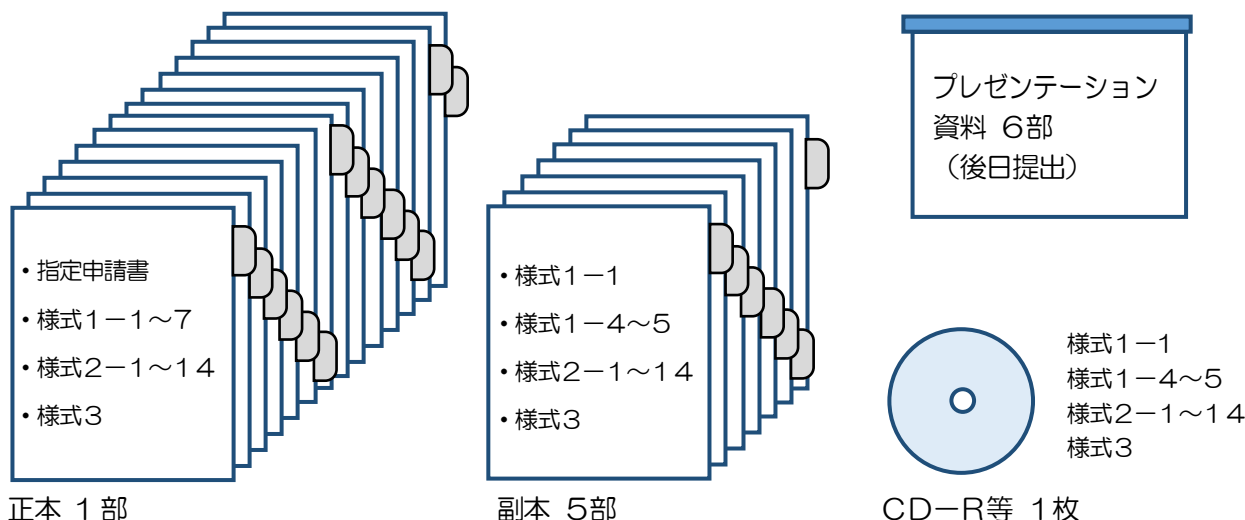 ・指定申請書
・様式1－1～7
・様式2－1～14
・様式3
正本 1部
・様式1－1
・様式1－4～5
・様式2－1～14
・様式3
副本 5部
プレゼンテーション
資料 6部
（後日提出）
様式1－1
様式1－4～5
様式2－1～14
様式3
CD－R等 1枚